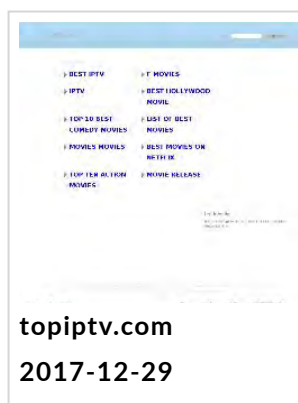 BEST IPTV
F MOVIES
IPTV
BEST HOLLYWOOD
MOVIE
TOP 10 BEST
COMEDY MOVIES
LIST OF BEST
MOVIES
MOVIES MOVIES
BEST MOVIES ON
NETFLIX
TOP TEN ACTION
MOVIES
MOVIE RELEASE
topiptv.com
2017-12-29